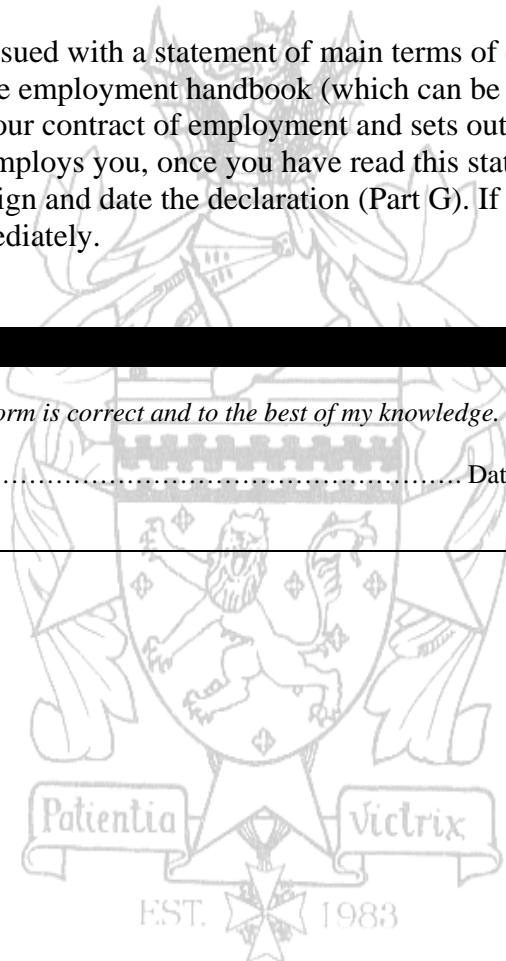 sued with a statement of main terms of
e employment handbook (which can be
our contract of employment and sets out
mploys you, once you have read this stat
ign and date the declaration (Part G). If
ediately.
orm is correct and to the best of my knowledge.
…………………………………………… Dat
Patientia Victrix
EST. 1983